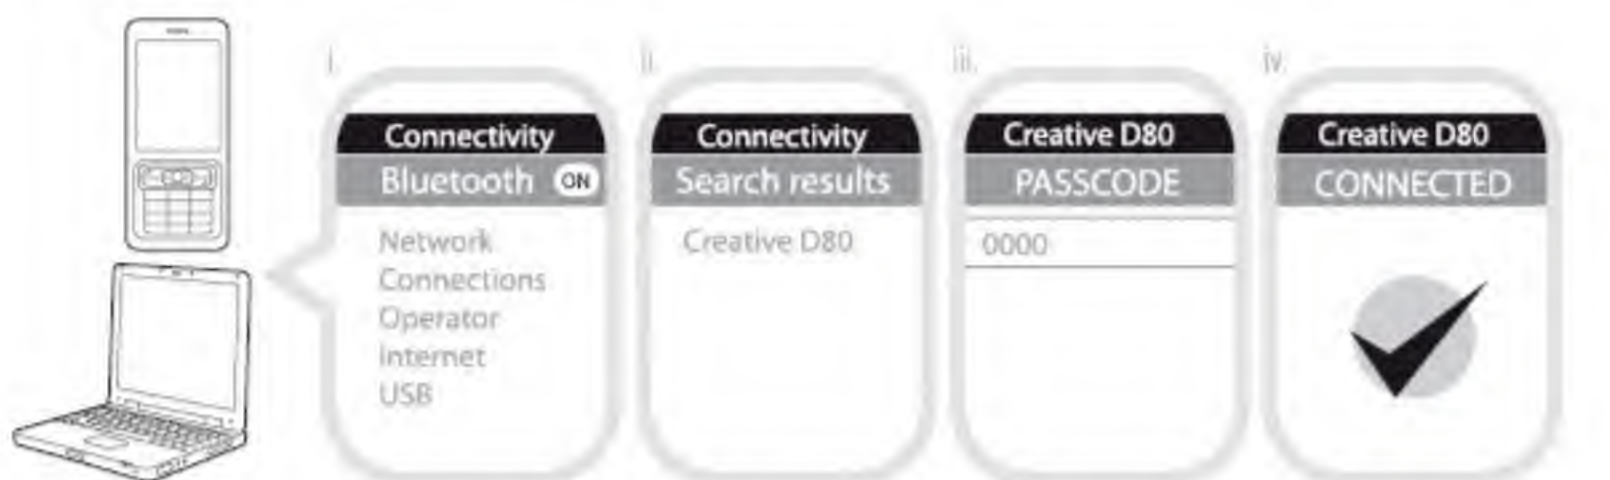 i.
Connectivity
Bluetooth ON
Network
Connections
Operator
Internet
USB
ii.
Connectivity
Search results
Creative D80
iii.
Creative D80
PASSCODE
0000
iv.
Creative D80
CONNECTED